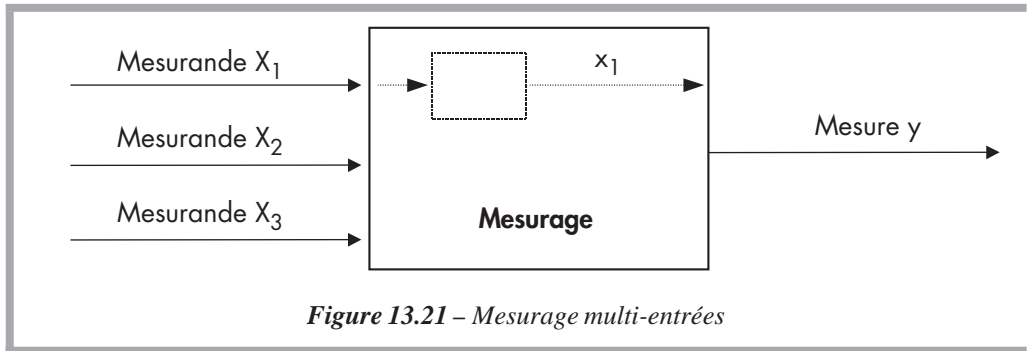 Mesurande X₁
x₁
Mesurande X₂
Mesure y
Mesurande X₃
Mesurage
Figure 13.21 – Mesurage multi-entrées